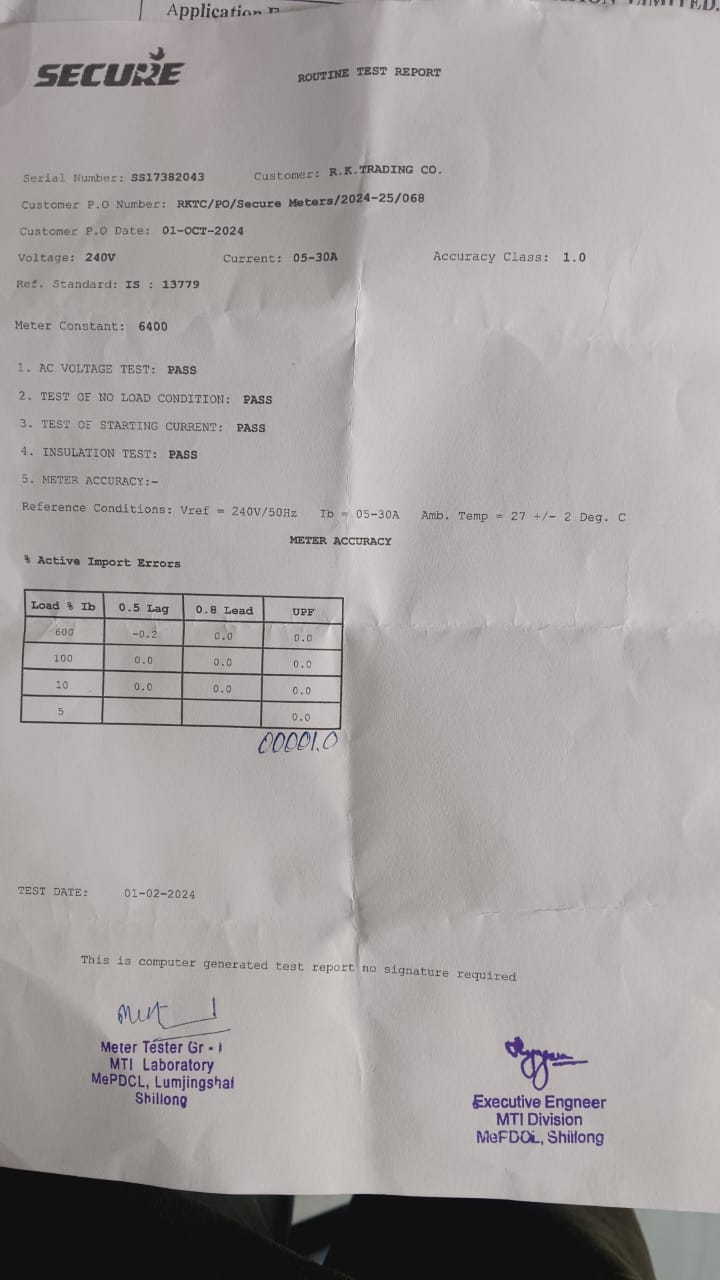 Application
LIMITED.
SECURE
ROUTINE TEST REPORT
Serial Number: SS17382043 Customer: R.K.TRADING CO.
Customer P.O Number: RKTC/PO/Secure Meters/2024-25/068
Customer P.O Date: 01-OCT-2024
Voltage: 240V Current: 05-30A Accuracy Class: 1.0
Ref. Standard: IS : 13779
Meter Constant: 6400
1. AC VOLTAGE TEST: PASS
2. TEST OF NO LOAD CONDITION: PASS
3. TEST OF STARTING CURRENT: PASS
4. INSULATION TEST: PASS
5. METER ACCURACY:-
Reference Conditions: Vref = 240V/50Hz Ib = 05-30A Amb. Temp = 27 +/- 2 Deg. C
METER ACCURACY
% Active Import Errors
Load % Ib 0.5 Lag 0.8 Lead UPF
600 -0.2 0.0 0.0
100 0.0 0.0 0.0
10 0.0 0.0 0.0
5 0.0
00001.0
TEST DATE: 01-02-2024
This is computer generated test report no signature required
Meter Tester Gr - I
MTI Laboratory
MePDCL, Lumjingshai
Shillong
Executive Engneer
MTI Division
MePDCL, Shillong